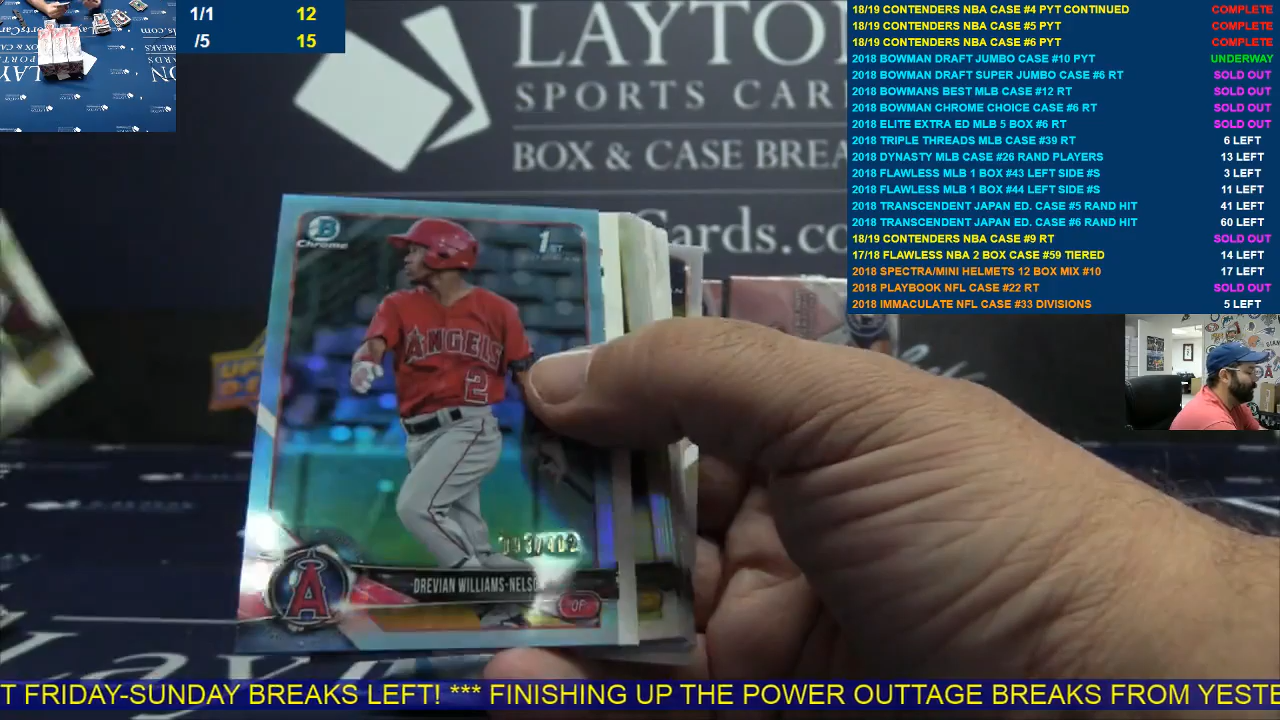 1/1 12
/5 15
18/19 CONTENDERS NBA CASE #4 PYT CONTINUED COMPLETE
18/19 CONTENDERS NBA CASE #5 PYT COMPLETE
18/19 CONTENDERS NBA CASE #6 PYT COMPLETE
2018 BOWMAN DRAFT JUMBO CASE #10 PYT UNDERWAY
2018 BOWMAN DRAFT SUPER JUMBO CASE #6 RT SOLD OUT
2018 BOWMANS BEST MLB CASE #12 RT SOLD OUT
2018 BOWMAN CHROME CHOICE CASE #6 RT SOLD OUT
2018 ELITE EXTRA ED MLB 5 BOX #6 RT SOLD OUT
2018 TRIPLE THREADS MLB CASE #39 RT 6 LEFT
2018 DYNASTY MLB CASE #26 RAND PLAYERS 13 LEFT
2018 FLAWLESS MLB 1 BOX #43 LEFT SIDE #S 3 LEFT
2018 FLAWLESS MLB 1 BOX #44 LEFT SIDE #S 11 LEFT
2018 TRANSCENDENT JAPAN ED. CASE #5 RAND HIT 41 LEFT
2018 TRANSCENDENT JAPAN ED. CASE #6 RAND HIT 60 LEFT
18/19 CONTENDERS NBA CASE #9 RT SOLD OUT
17/18 FLAWLESS NBA 2 BOX CASE #59 TIERED 14 LEFT
2018 SPECTRA/MINI HELMETS 12 BOX MIX #10 17 LEFT
2018 PLAYBOOK NFL CASE #22 RT SOLD OUT
2018 IMMACULATE NFL CASE #33 DIVISIONS 5 LEFT
LAYTO
SPORTS CAR
BOX & CASE BREA
Cards.co
B
Chrome
1ST
ANGELS
2
DREVIAN WILLIAMS-NELSO
OF
A
T FRIDAY-SUNDAY BREAKS LEFT! *** FINISHING UP THE POWER OUTTAGE BREAKS FROM YESTE